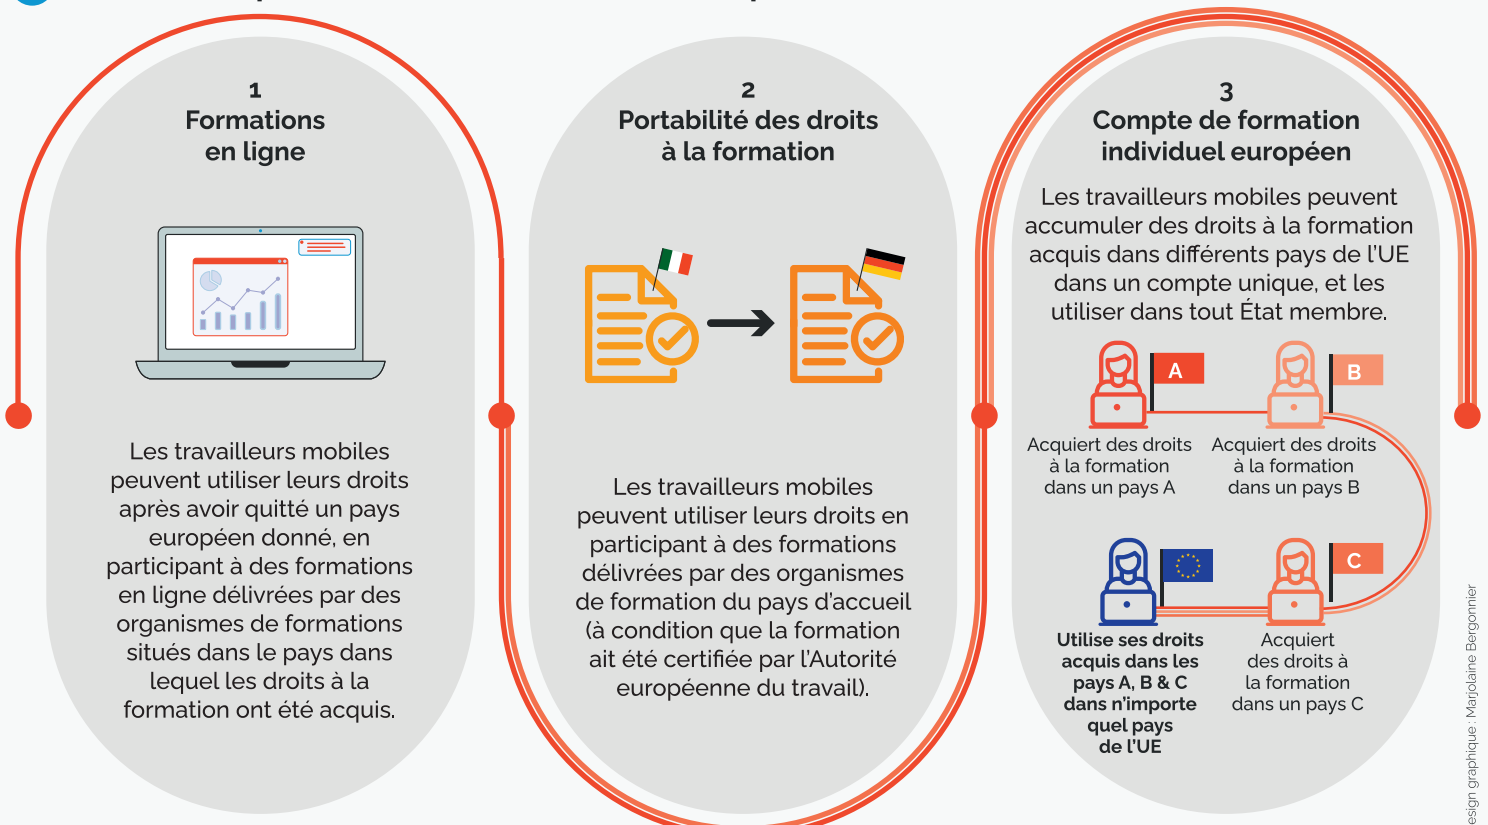 1
Formations
en ligne
Les travailleurs mobiles
peuvent utiliser leurs droits
après avoir quitté un pays
européen donné, en
participant à des formations
en ligne délivrées par des
organismes de formations
situés dans le pays dans
lequel les droits à la
formation ont été acquis.
2
Portabilité des droits
à la formation
Les travailleurs mobiles
peuvent utiliser leurs droits en
participant à des formations
délivrées par des organismes
de formation du pays d'accueil
(à condition que la formation
ait été certifiée par l'Autorité
européenne du travail).
3
Compte de formation
individuel européen
Les travailleurs mobiles peuvent
accumuler des droits à la formation
acquis dans différents pays de l'UE
dans un compte unique, et les
utiliser dans tout État membre.
A
Acquiert des droits
à la formation
dans un pays A
B
Acquiert des droits
à la formation
dans un pays B
C
Acquiert
des droits à
la formation
dans un pays C
Utilise ses droits
acquis dans les
pays A, B & C
dans n'importe
quel pays
de l'UE
esign graphique : Marjolaine Bergonnier